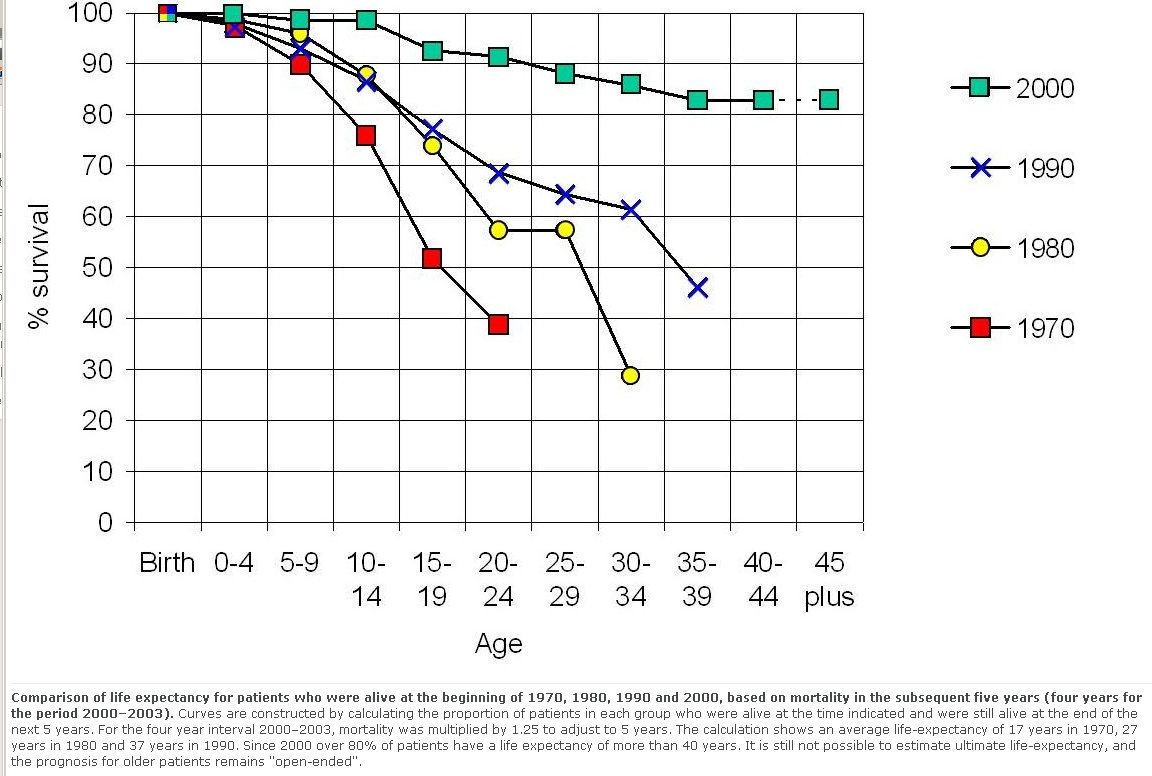 100
90
80
70
60
50
40
30
20
10
0
% survival
Birth 0-4 5-9 10- 15- 20- 25- 30- 35- 40- 45
14 19 24 29 34 39 44 plus
Age
2000
1990
1980
1970
Comparison of life expectancy for patients who were alive at the beginning of 1970, 1980, 1990 and 2000, based on mortality in the subsequent five years (four years for
the period 2000–2003). Curves are constructed by calculating the proportion of patients in each group who were alive at the time indicated and were still alive at the end of the
next 5 years. For the four year interval 2000–2003, mortality was multiplied by 1.25 to adjust to 5 years. The calculation shows an average life-expectancy of 17 years in 1970, 27
years in 1980 and 37 years in 1990. Since 2000 over 80% of patients have a life expectancy of more than 40 years. It is still not possible to estimate ultimate life-expectancy, and
the prognosis for older patients remains "open-ended".